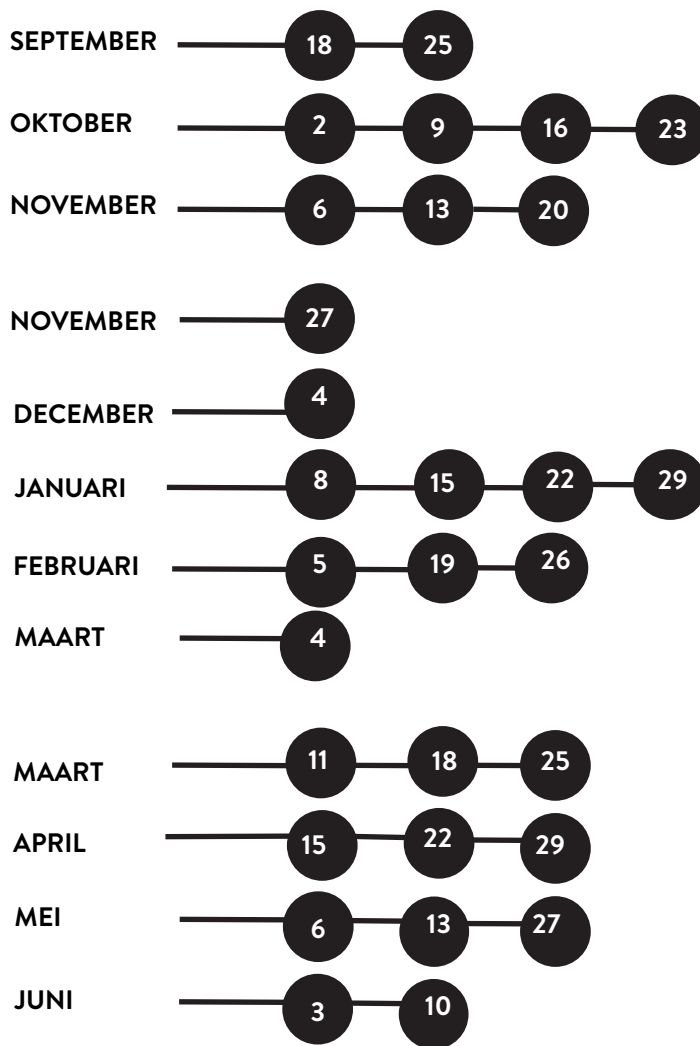 SEPTEMBER 18 25
OKTOBER 2 9 16 23
NOVEMBER 6 13 20
NOVEMBER 27
DECEMBER 4
JANUARI 8 15 22 29
FEBRUARI 5 19 26
MAART 4
MAART 11 18 25
APRIL 15 22 29
MEI 6 13 27
JUNI 3 10